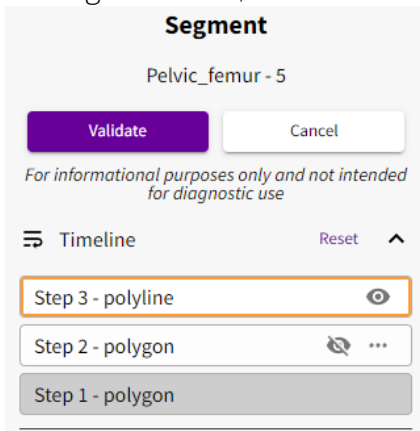 Segment
Pelvic_femur - 5
Validate Cancel
For informational purposes only and not intended
for diagnostic use
Timeline Reset
Step 3 - polyline
Step 2 - polygon
Step 1 - polygon